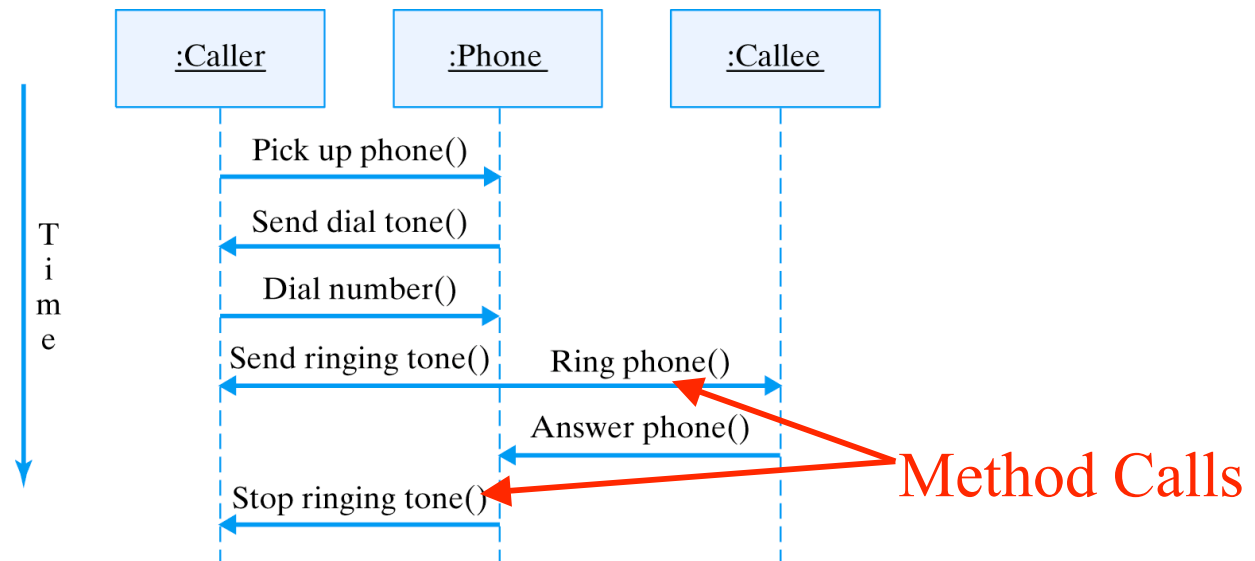 :Caller
:Phone
:Callee
Pick up phone()
Send dial tone()
Time
Dial number()
Send ringing tone()
Ring phone()
Answer phone()
Method Calls
Stop ringing tone()